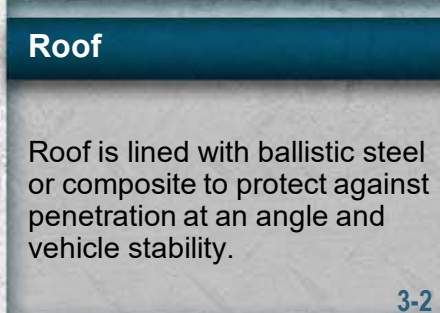 Roof
Roof is lined with ballistic steel
or composite to protect against
penetration at an angle and
vehicle stability.
3-2